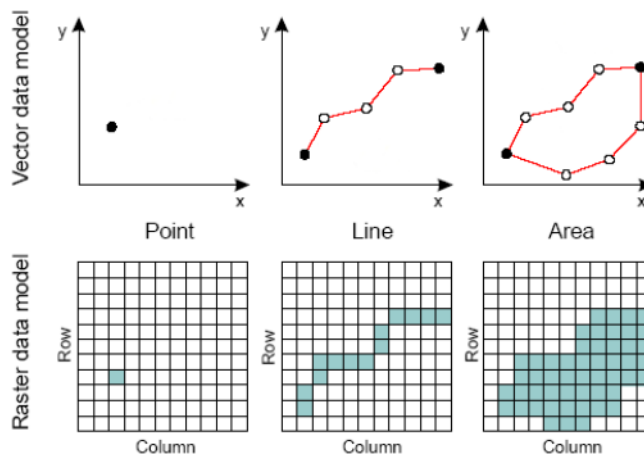 Vector data model
y
x
y
x
y
x
Point
Line
Area
Raster data model
Row
Column
Row
Column
Row
Column